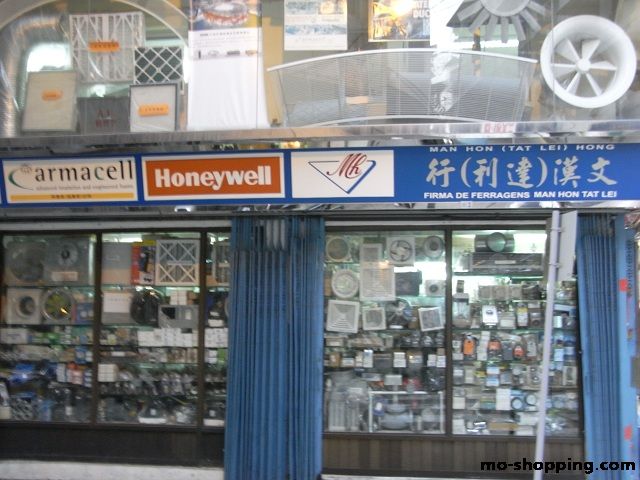 armacell
Honeywell
Mh
MAN HON (TAT LEI) HONG
行(利達)漢文
FIRMA DE FERRAGENS MAN HON TAT LEI
mo-shopping.com